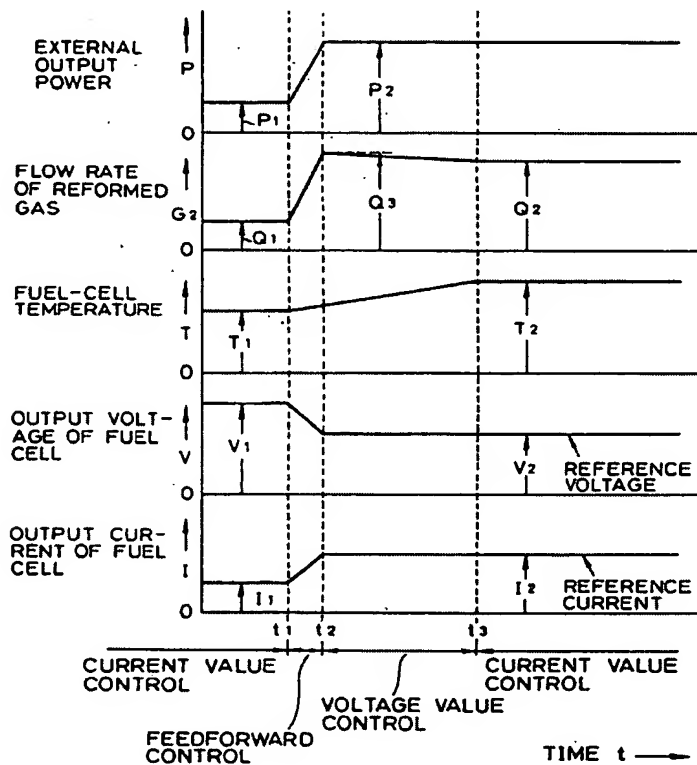 EXTERNAL
OUTPUT
POWER
P
P1
P2
0
FLOW RATE
OF REFORMED
GAS
G2
Q1
Q3
Q2
0
FUEL-CELL
TEMPERATURE
T
T1
T2
0
OUTPUT VOLT-
AGE OF FUEL
CELL
V
V1
V2
REFERENCE
VOLTAGE
0
OUTPUT CUR-
RENT OF FUEL
CELL
I
I1
I2
REFERENCE
CURRENT
0
t1 t2 t3
CURRENT VALUE
CONTROL
FEEDFORWARD
CONTROL
VOLTAGE VALUE
CONTROL
CURRENT VALUE
CONTROL
TIME t